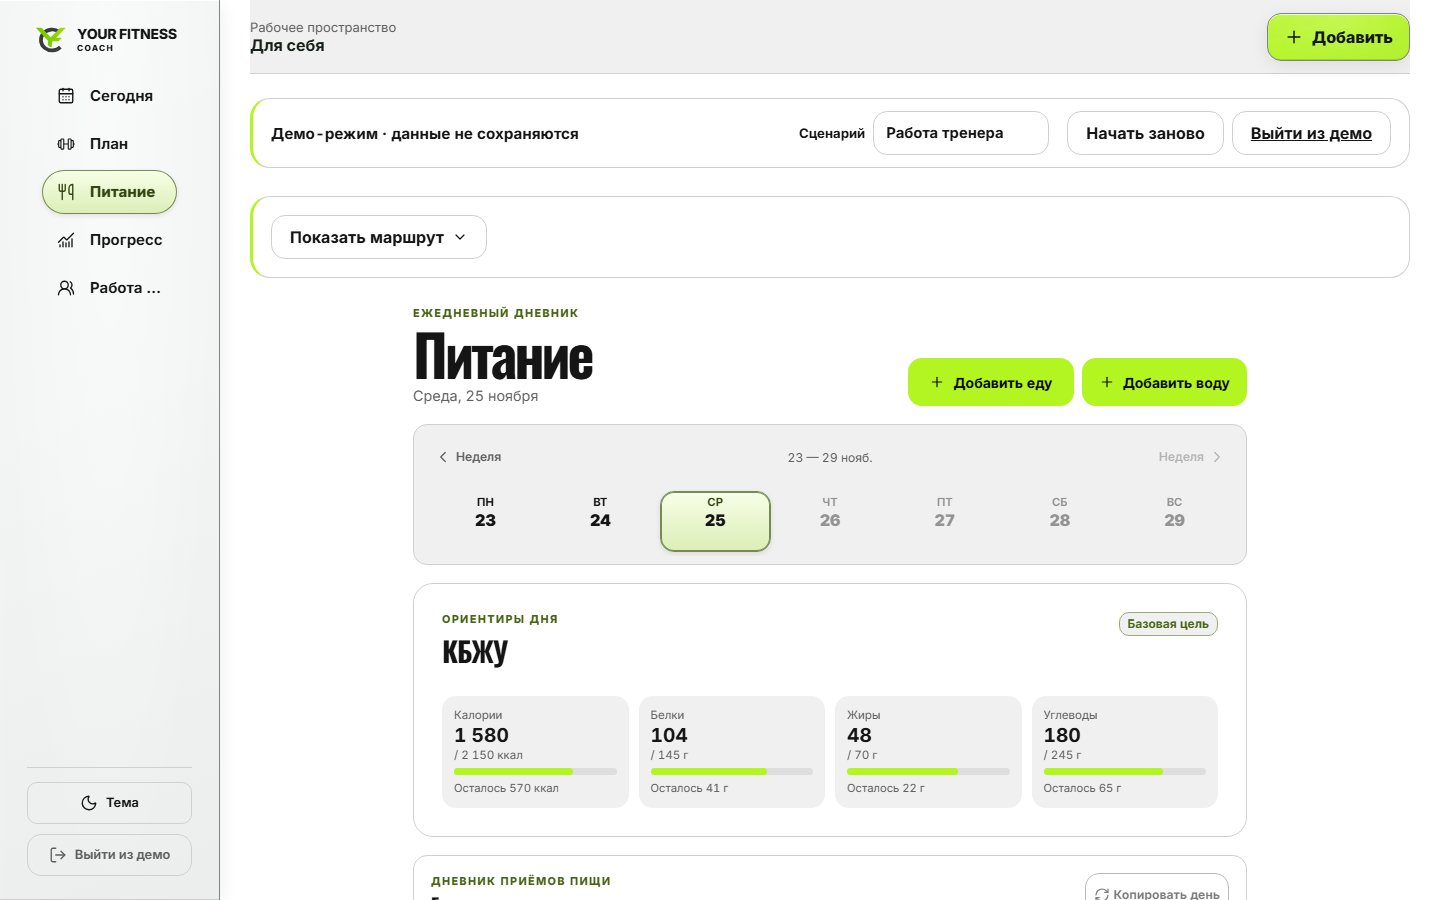 YOUR FITNESS
COACH
Сегодня
План
Питание
Прогресс
Работа ...
Тема
Выйти из демо
Рабочее пространство
Для себя
Добавить
Демо-режим · данные не сохраняются
Сценарий
Работа тренера
Начать заново
Выйти из демо
Показать маршрут
ЕЖЕДНЕВНЫЙ ДНЕВНИК
Питание
Среда, 25 ноября
Добавить еду
Добавить воду
Неделя
23 — 29 нояб.
Неделя
ПН
23
ВТ
24
СР
25
ЧТ
26
ПТ
27
СБ
28
ВС
29
ОРИЕНТИРЫ ДНЯ
КБЖУ
Базовая цель
Калории
1 580
/ 2 150 ккал
Осталось 570 ккал
Белки
104
/ 145 г
Осталось 41 г
Жиры
48
/ 70 г
Осталось 22 г
Углеводы
180
/ 245 г
Осталось 65 г
ДНЕВНИК ПРИЁМОВ ПИЩИ
Копировать день